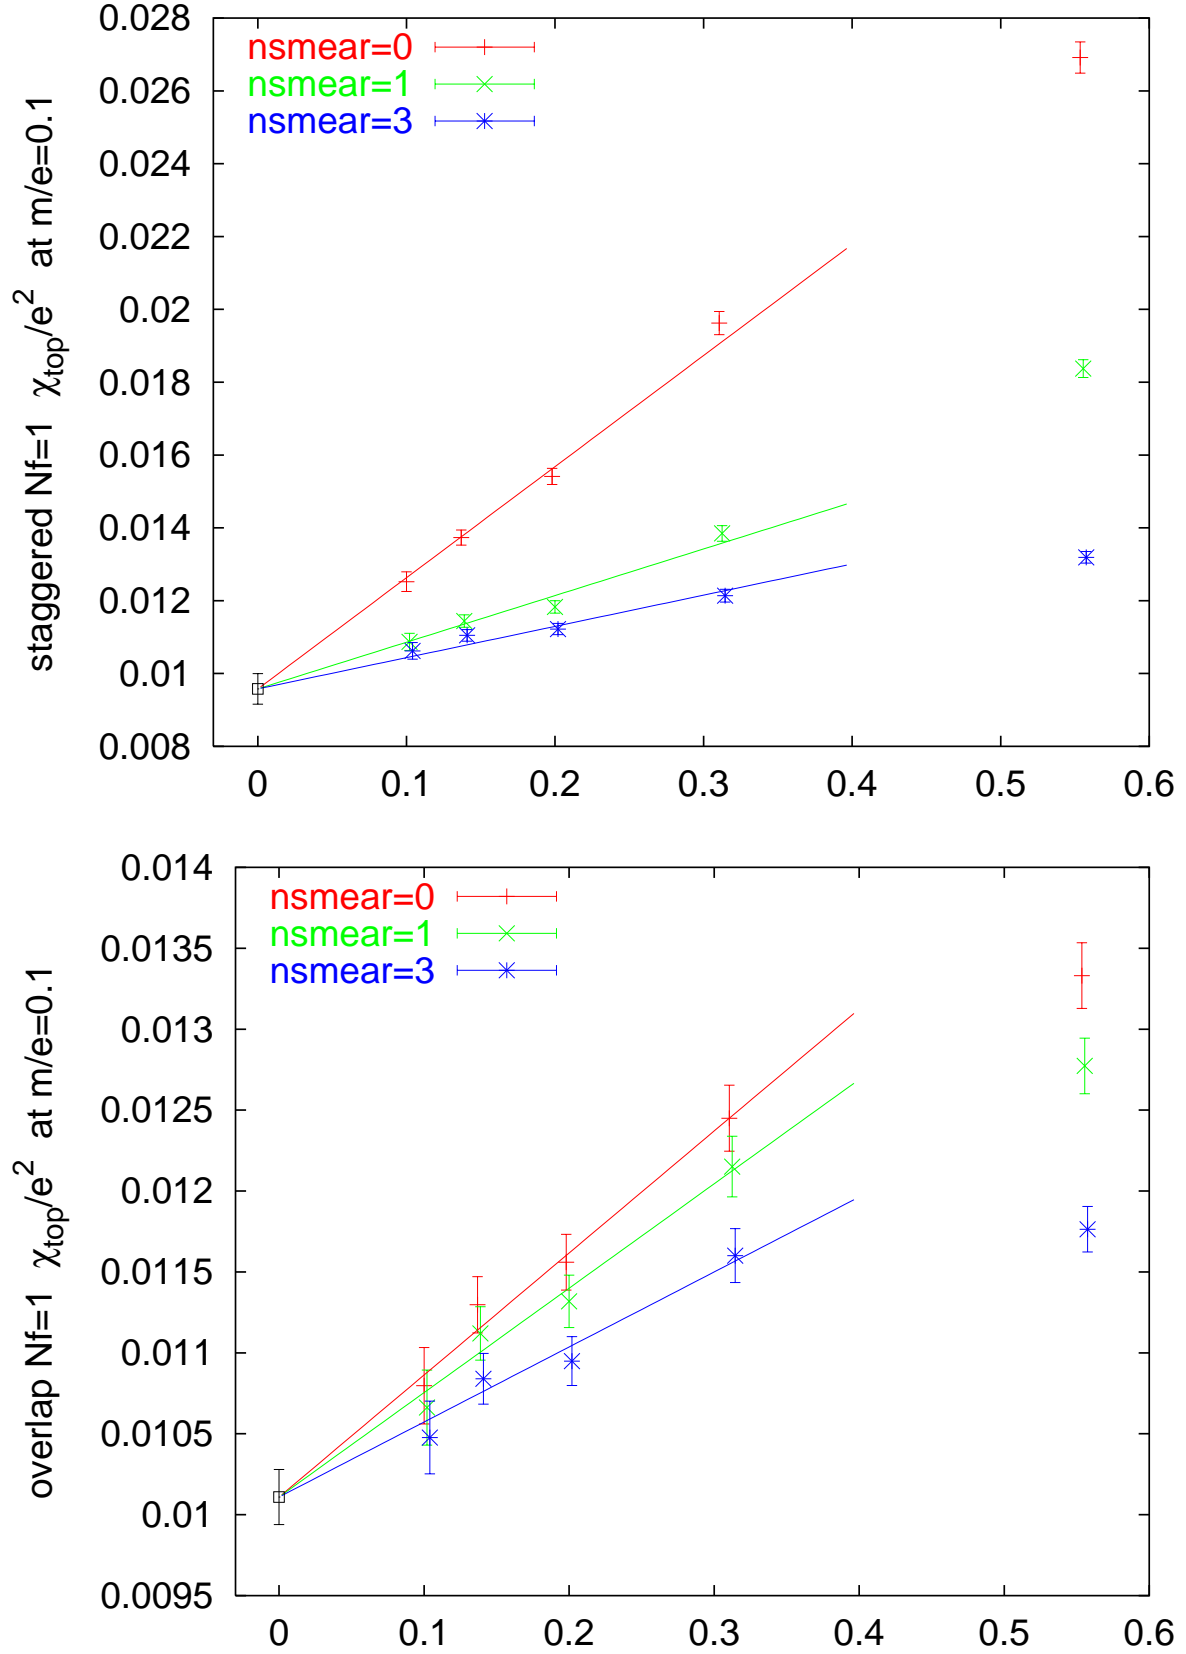 staggered Nf=1 χtop/e² at m/e=0.1
0.028
0.026
0.024
0.022
0.02
0.018
0.016
0.014
0.012
0.01
0.008
nsmear=0
nsmear=1
nsmear=3
0 0.1 0.2 0.3 0.4 0.5 0.6
overlap Nf=1 χtop/e² at m/e=0.1
0.014
0.0135
0.013
0.0125
0.012
0.0115
0.011
0.0105
0.01
0.0095
nsmear=0
nsmear=1
nsmear=3
0 0.1 0.2 0.3 0.4 0.5 0.6